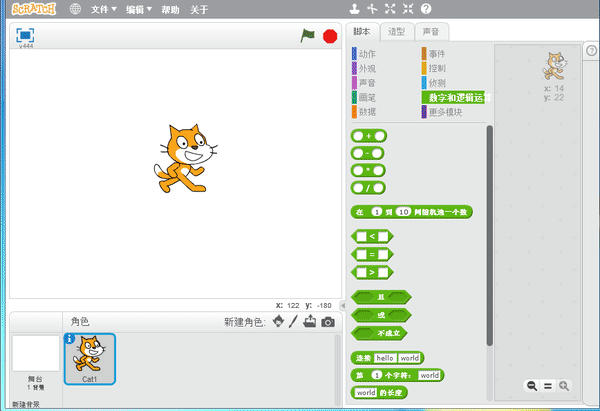 SCRATCH 文件 编辑 帮助 关于
v444
脚本 造型 声音
动作 事件
外观 控制
声音 侦测
画笔 数字和逻辑运算
数据 更多模块
x: 14
y: 22
+
-
*
/
在 1 到 10 间随机选一个数
<
=
>
且
或
不成立
连接 hello world
第 1 个字符: world
world 的长度
x: 122 y: -180
角色 新建角色:
舞台
1 背景
新建背景
Cat1